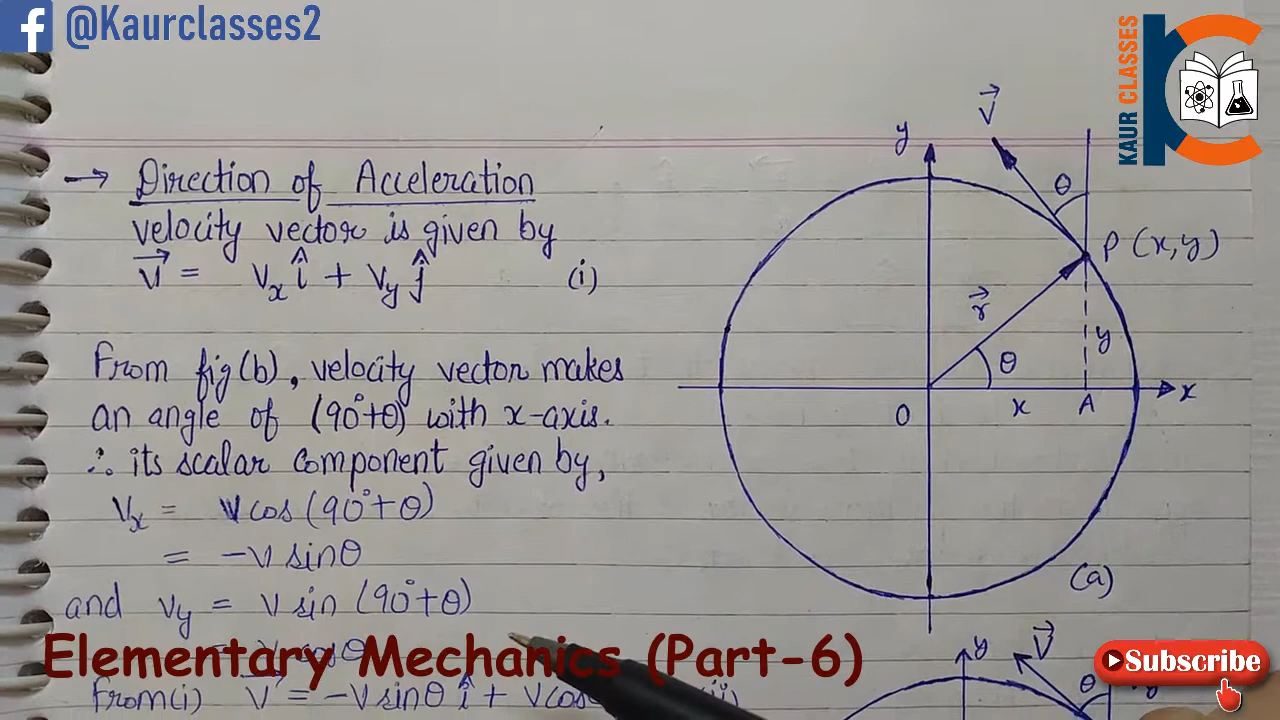 @Kaurclasses2
KAUR CLASSES
→ Direction of Acceleration
velocity vector is given by
V⃗ = Vₓ î + Vy ĵ (i)
From fig(b), velocity vector makes
an angle of (90°+θ) with x-axis.
∴ its scalar component given by,
Vₓ = V cos (90°+θ)
= -V sinθ
and Vy = V sin (90°+θ)
= V cosθ
From(i) V⃗ = -V sinθ î + V cos
V⃗
y
θ
P (x,y)
r⃗
y
θ
O
x
A
x
(a)
y
V⃗
θ
Elementary Mechanics (Part-6)
Subscribe